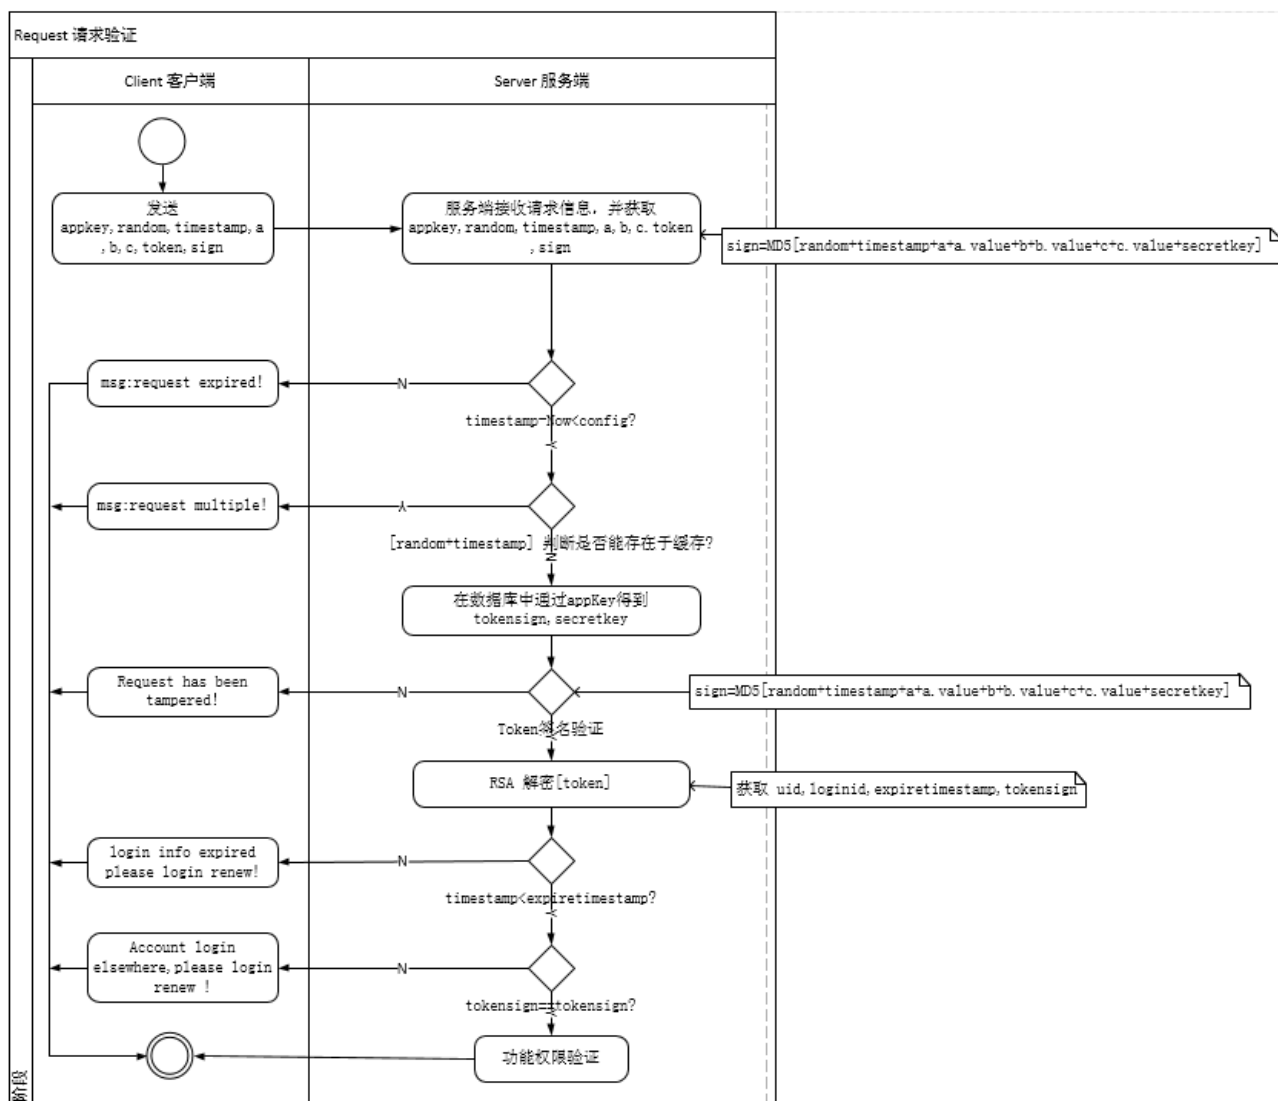 Request 请求验证
Client 客户端
Server 服务端
发送
appkey,random,timestamp,a
,b,c,token,sign
服务端接收请求信息，并获取
appkey,random,timestamp,a,b,c.token
,sign
sign=MD5[random+timestamp+a+a.value+b+b.value+c+c.value+secretkey]
msg:request expired!
N
timestamp-Now<config?
Y
msg:request multiple!
Y
[random+timestamp] 判断是否能存在于缓存?
N
在数据库中通过appKey得到
tokensign,secretkey
Request has been
tampered!
N
sign=MD5[random+timestamp+a+a.value+b+b.value+c+c.value+secretkey]
Token签名验证
Y
RSA 解密[token]
获取 uid,loginid,expiretimestamp,tokensign
login info expired
please login renew!
N
timestamp<expiretimestamp?
Y
Account login
elsewhere,please login
renew !
N
tokensign==tokensign?
Y
功能权限验证
阶段